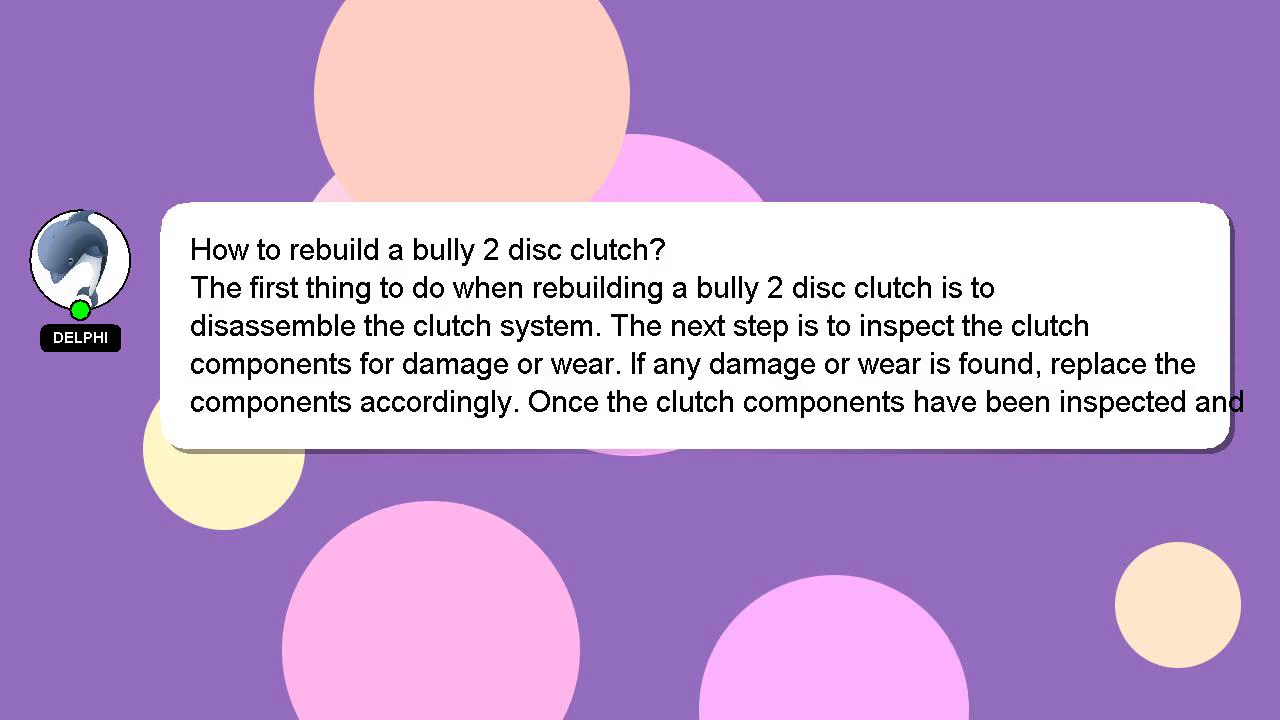 How to rebuild a bully 2 disc clutch?
The first thing to do when rebuilding a bully 2 disc clutch is to
disassemble the clutch system. The next step is to inspect the clutch
components for damage or wear. If any damage or wear is found, replace the
components accordingly. Once the clutch components have been inspected and
DELPHI